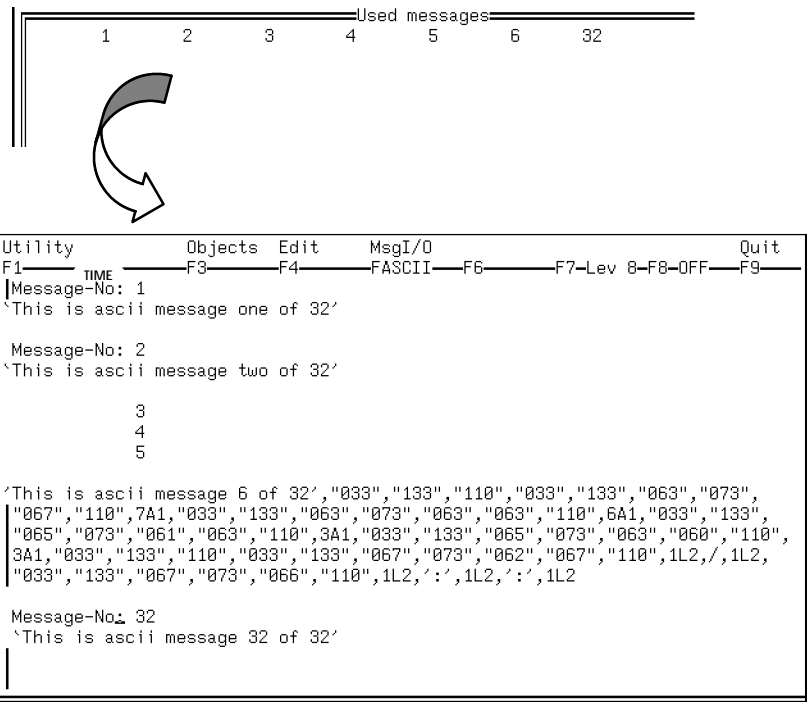 Used messages
1 2 3 4 5 6 32
Utility Objects Edit MsgI/O Quit
F1 TIME F3 F4 FASCII F6 F7-Lev 8-F8-OFF F9
Message-No: 1
‵This is ascii message one of 32′
Message-No: 2
‵This is ascii message two of 32′
3
4
5
′This is ascii message 6 of 32′,"033","133","110","033","133","063","073",
"067","110",7A1,"033","133","063","073","063","063","110",6A1,"033","133",
"065","073","061","063","110",3A1,"033","133","065","073","063","060","110",
3A1,"033","133","110","033","133","067","073","062","067","110",1L2,/,1L2,
"033","133","067","073","066","110",1L2,′:′,1L2,′:′,1L2
Message-No: 32
‵This is ascii message 32 of 32′